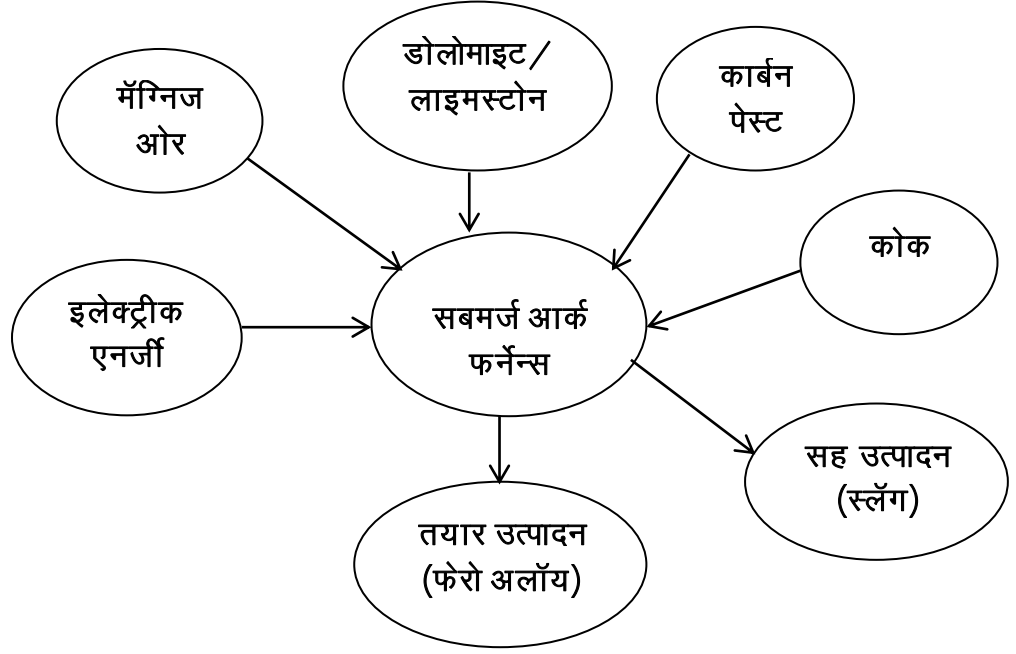 मॅग्निज
ओर
डोलोमाइट/
लाइमस्टोन
कार्बन
पेस्ट
कोक
इलेक्ट्रीक
एनर्जी
सबमर्ज आर्क
फर्नेन्स
सह उत्पादन
(स्लॅग)
तयार उत्पादन
(फेरो अलॉय)